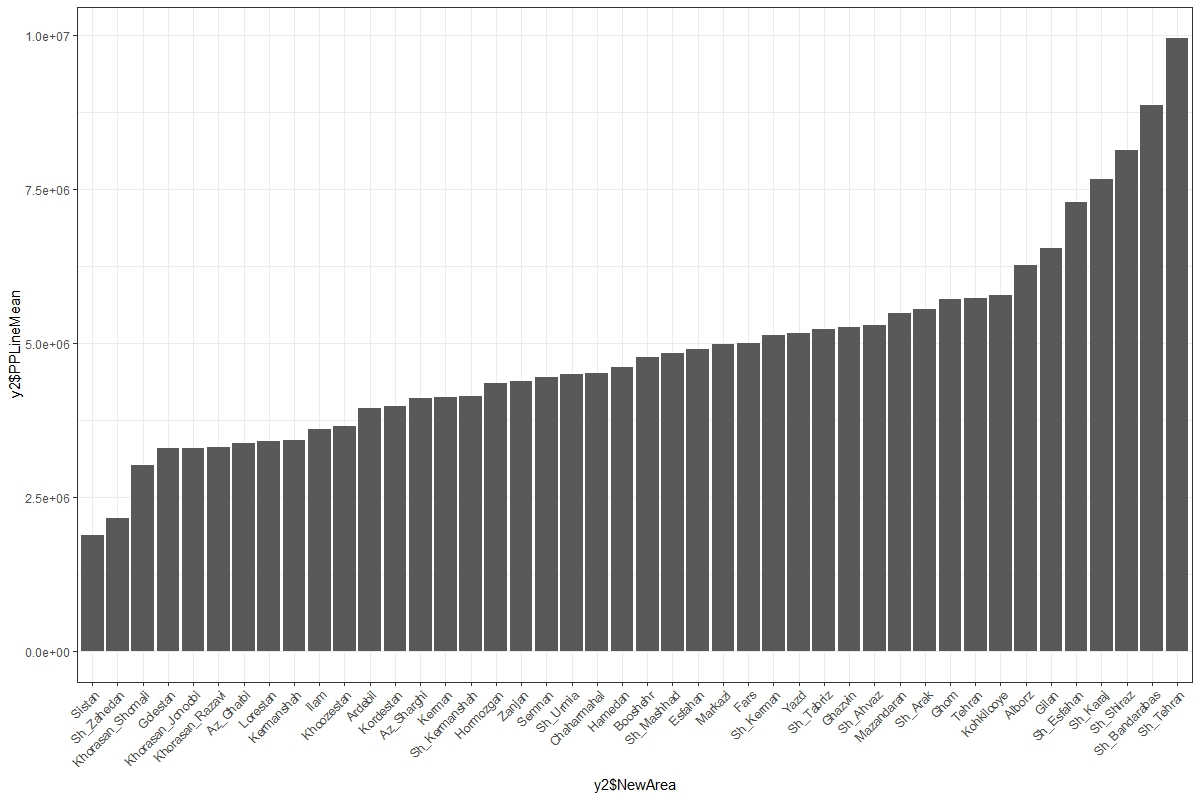 1.0e+07
7.5e+06
5.0e+06
2.5e+06
0.0e+00
y2$PPLineMean
Sistan
Sh_Zahedan
Khorasan_Shomali
Golestan
Khorasan_Jonoobi
Khorasan_Razavi
Az_Gharbi
Lorestan
Kermanshah
Ilam
Khoozestan
Ardebil
Kordestan
Az_Sharghi
Kerman
Sh_Kermanshah
Hormozgan
Zanjan
Semnan
Sh_Urmia
Chaharmahal
Hamedan
Booshehr
Sh_Mashhad
Esfahan
Markazi
Fars
Sh_Kerman
Yazd
Sh_Tabriz
Ghazvin
Sh_Ahvaz
Mazandaran
Sh_Arak
Ghom
Tehran
Kohkilooye
Alborz
Gilan
Sh_Esfahan
Sh_Karaj
Sh_Shiraz
Sh_Bandarabas
Sh_Tehran
y2$NewArea